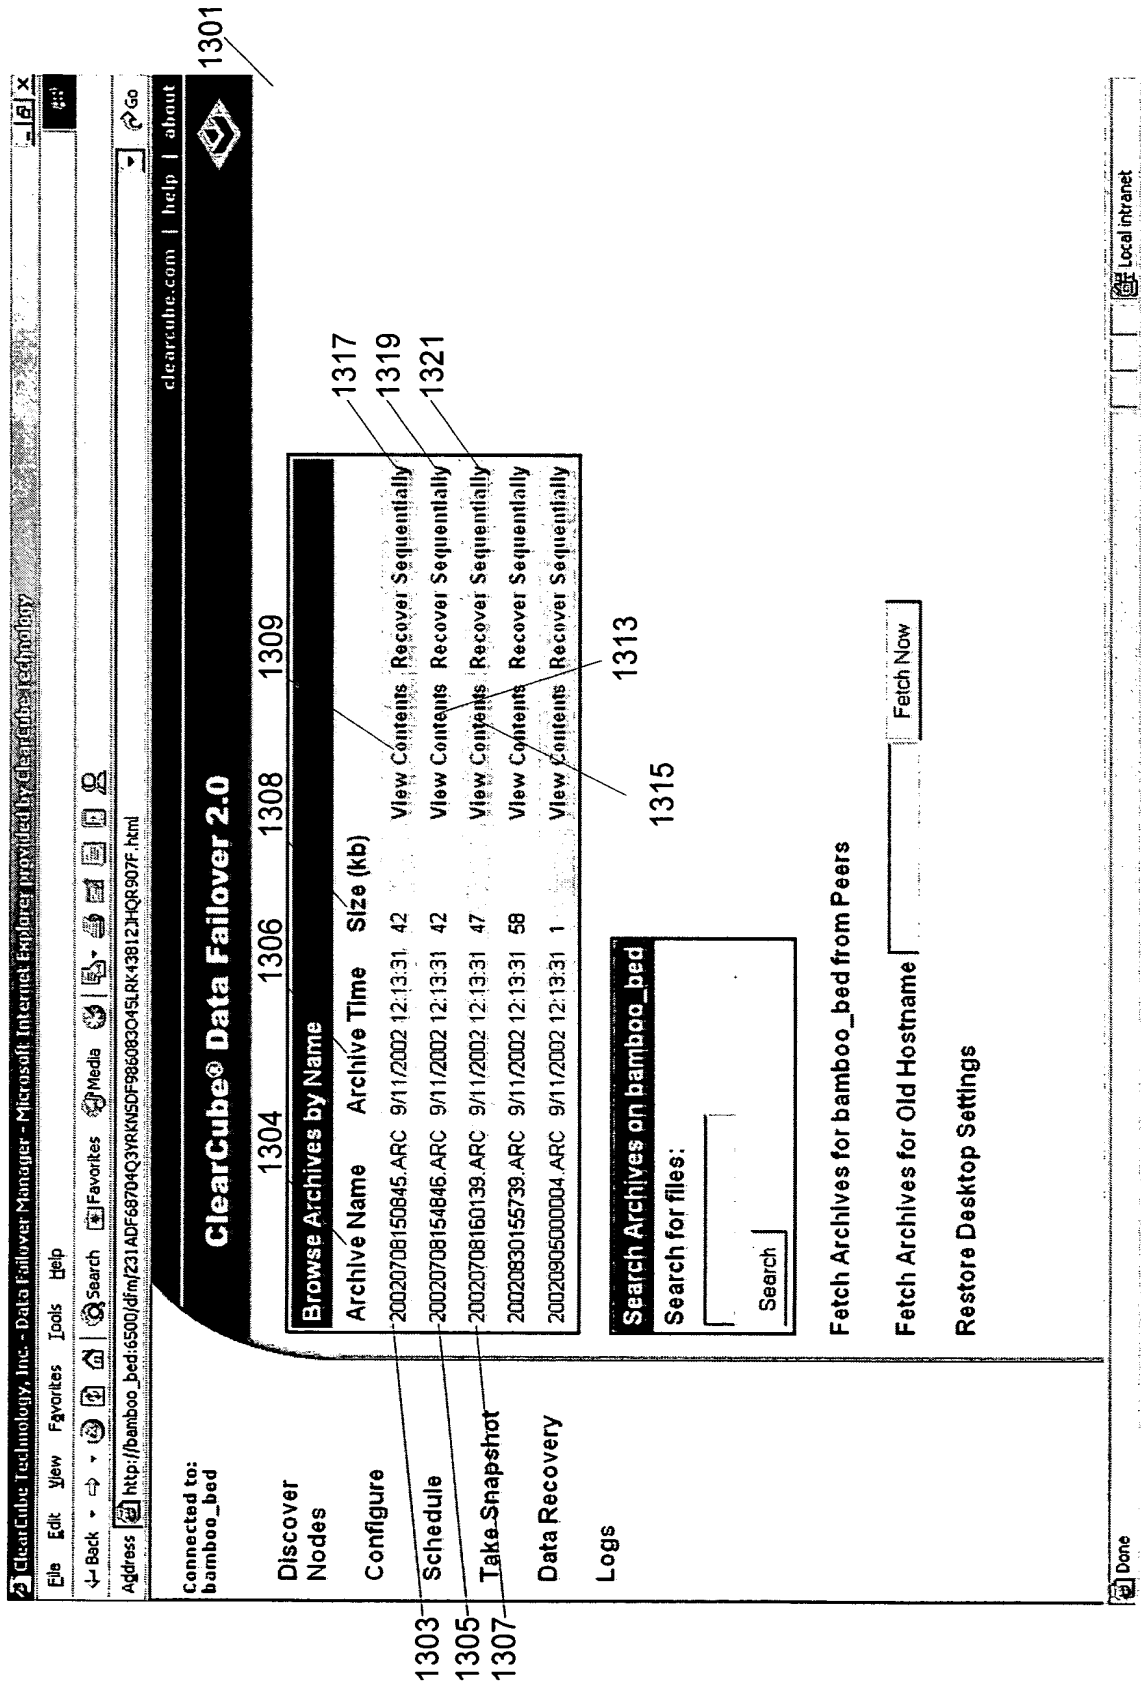 ClearCube Technology, Inc. - Data Failover Manager - Microsoft Internet Explorer provided by ClearCube Technology
File Edit View Favorites Tools Help
Back Search Favorites Media
Address http://bamboo_bed:6500/dfm/231ADF68704Q3YRKNSDF986083O45LRK43812JHQR907F.html Go
clearcube.com | help | about
1301
ClearCube® Data Failover 2.0
Connected to:
bamboo_bed
Discover
Nodes
Configure
Schedule
Take Snapshot
Data Recovery
Logs
1303
1305
1307
1304
1306
1308
1309
Browse Archives by Name
Archive Name Archive Time Size (kb)
20020708150845.ARC 9/11/2002 12:13:31 42 View Contents Recover Sequentially
20020708154846.ARC 9/11/2002 12:13:31 42 View Contents Recover Sequentially
20020708160139.ARC 9/11/2002 12:13:31 47 View Contents Recover Sequentially
20020830155739.ARC 9/11/2002 12:13:31 58 View Contents Recover Sequentially
20020905000004.ARC 9/11/2002 12:13:31 1 View Contents Recover Sequentially
1317
1319
1321
1313
1315
Search Archives on bamboo_bed
Search for files:
Search
Fetch Archives for bamboo_bed from Peers
Fetch Archives for Old Hostname Fetch Now
Restore Desktop Settings
Done Local intranet